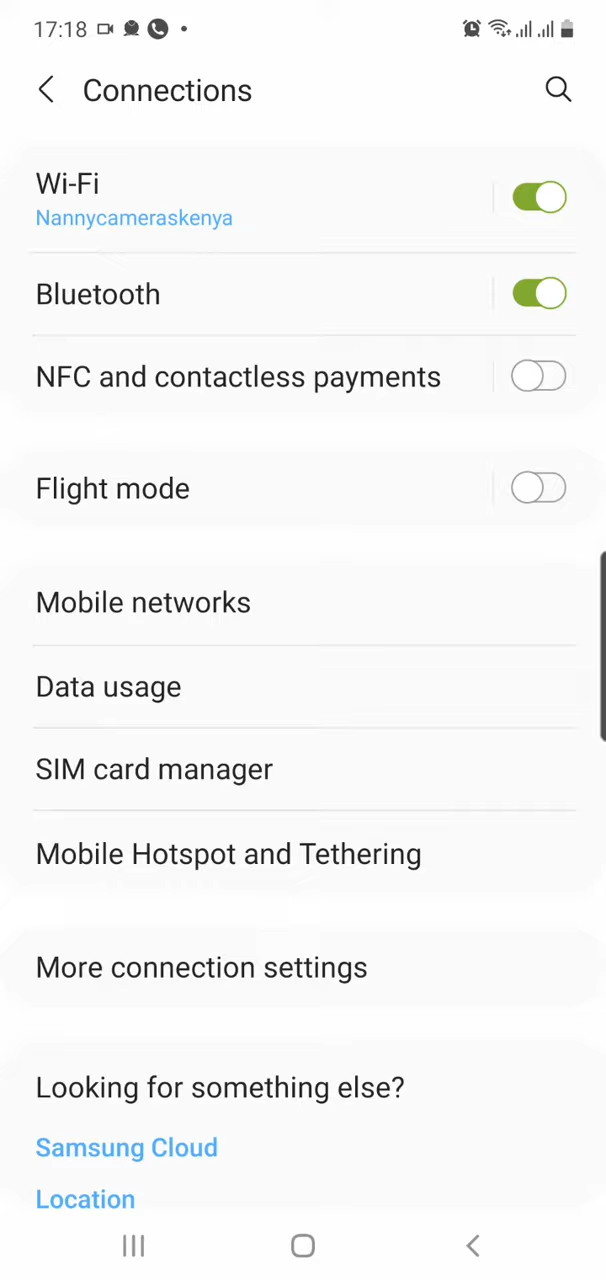 17:18
Connections
Wi-Fi
Nannycameraskenya
Bluetooth
NFC and contactless payments
Flight mode
Mobile networks
Data usage
SIM card manager
Mobile Hotspot and Tethering
More connection settings
Looking for something else?
Samsung Cloud
Location